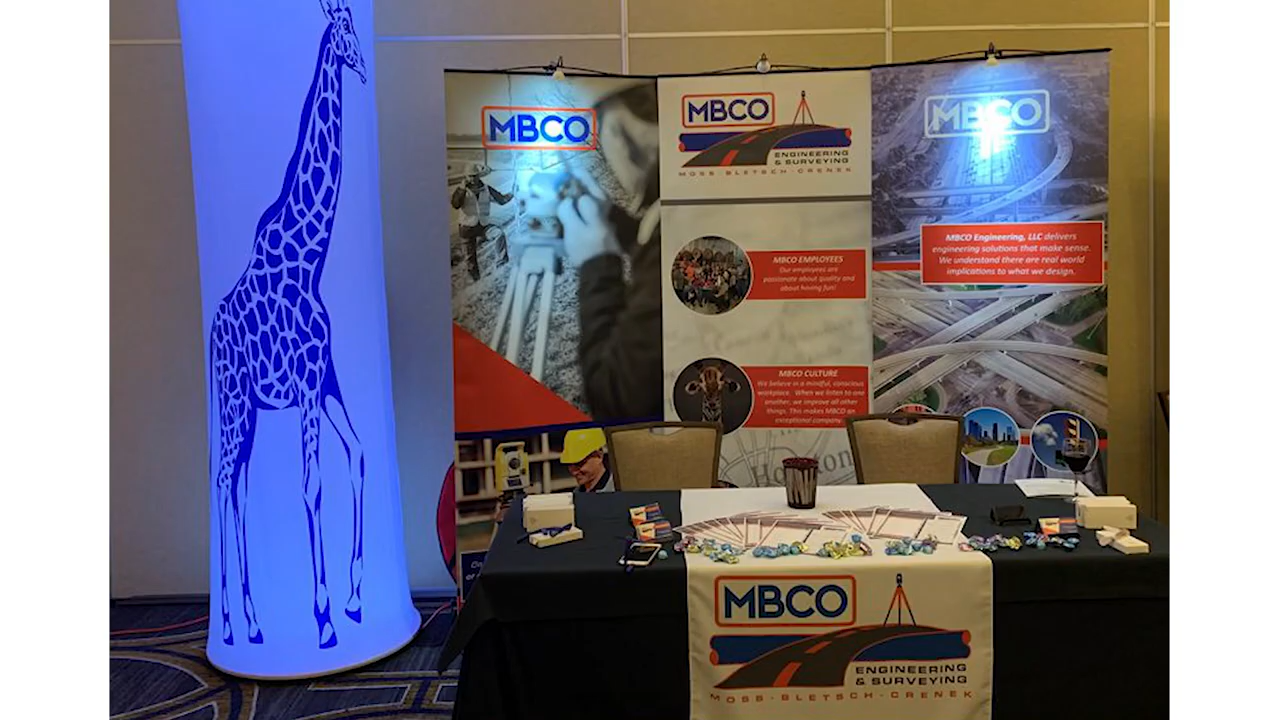 MBCO
MBCO
ENGINEERING
& SURVEYING
MOSS · BLETSCH · CRENEK
MBCO
MBCO Engineering, LLC delivers
engineering solutions that make sense.
We understand there are real world
implications to what we design.
MBCO EMPLOYEES
Our employees are
passionate about quality and
about having fun!
MBCO CULTURE
We believe in a mindful, conscious
workplace. When we listen to one
another, we improve all other
things. This makes MBCO an
exceptional company.
Houston
MBCO
ENGINEERING
& SURVEYING
MOSS · BLETSCH · CRENEK